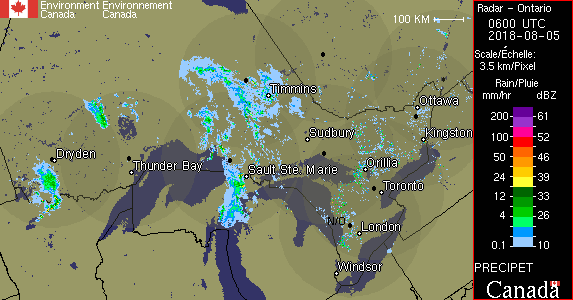 Environment Environnement
Canada Canada
100 KM
Timmins
Ottawa
Sudbury
Kingston
Dryden
Thunder Bay
Sault Ste. Marie
Orillia
Toronto
London
Windsor
Radar - Ontario
0600 UTC
2018-08-05
Scale/Échelle:
3.5 km/Pixel
Rain/Pluie
mm/hr dBZ
200 61
100 52
50 46
24 39
12 33
4 26
0.1 10
PRECIPET
Canada